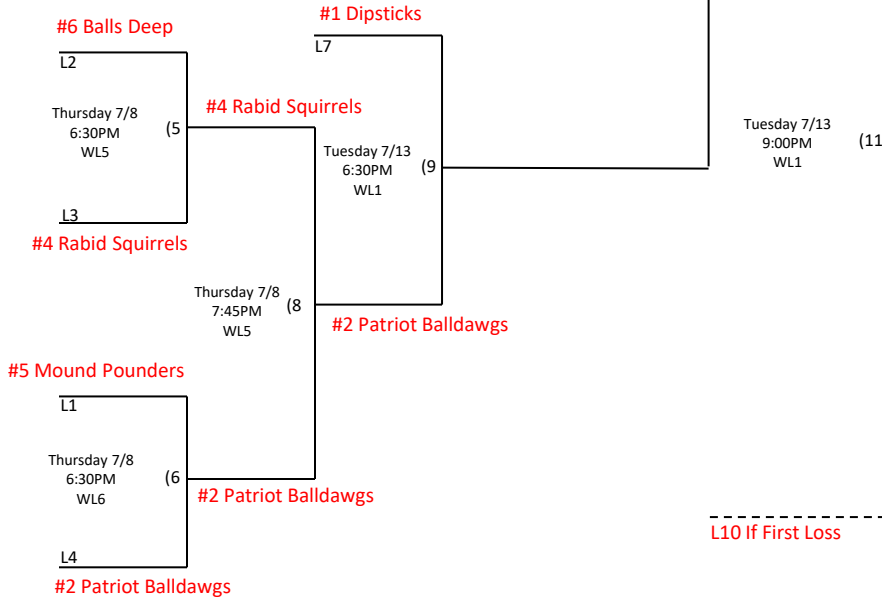 #1 Dipsticks
#6 Balls Deep
L7
L2
Thursday 7/8
6:30PM
WL5
(5
#4 Rabid Squirrels
Tuesday 7/13
6:30PM
WL1
(9
Tuesday 7/13
9:00PM
WL1
(11
L3
#4 Rabid Squirrels
Thursday 7/8
7:45PM
WL5
(8
#2 Patriot Balldawgs
#5 Mound Pounders
L1
Thursday 7/8
6:30PM
WL6
(6
#2 Patriot Balldawgs
L10 If First Loss
L4
#2 Patriot Balldawgs